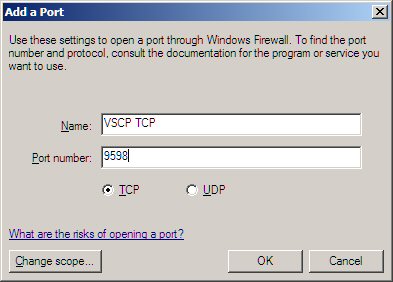 Add a Port
Use these settings to open a port through Windows Firewall. To find the port
number and protocol, consult the documentation for the program or service you
want to use.
Name: VSCP TCP
Port number: 9598
TCP UDP
What are the risks of opening a port?
Change scope... OK Cancel